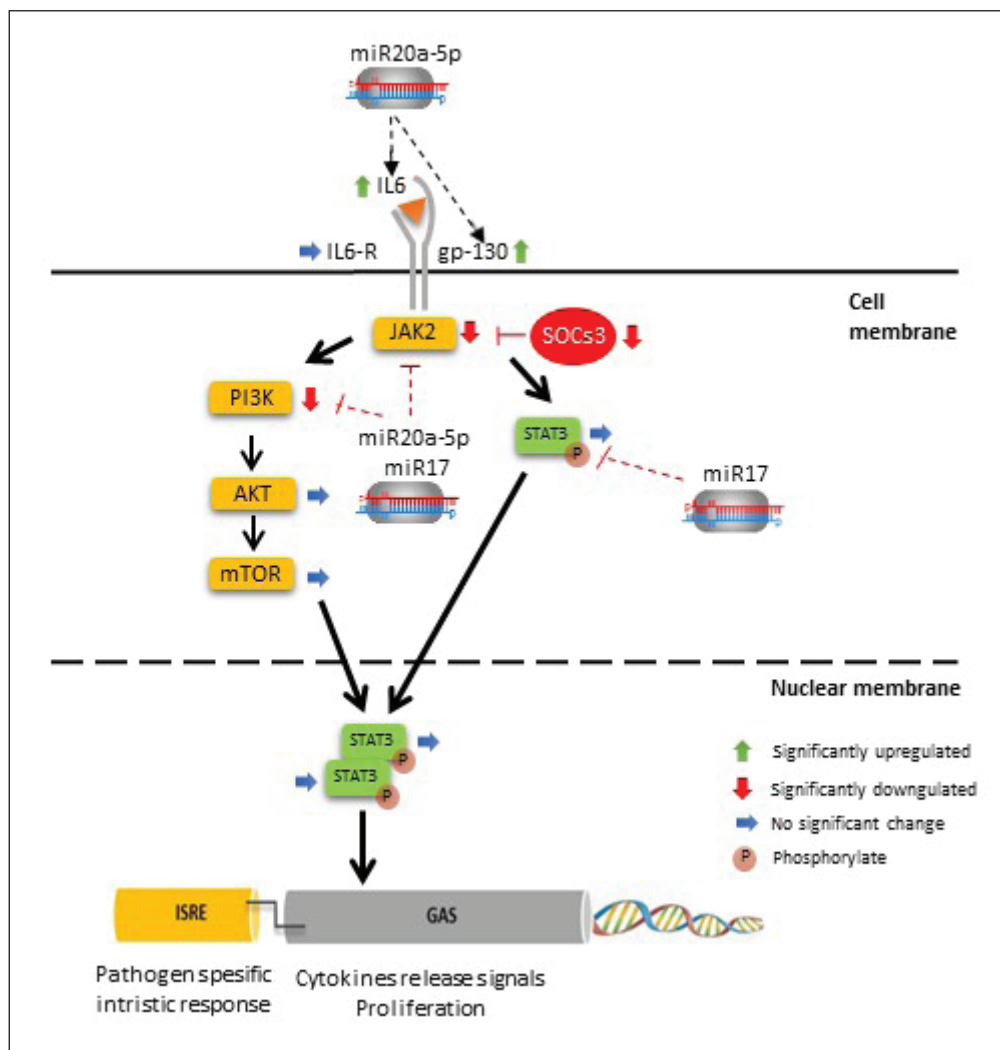 miR20a-5p
IL6
IL6-R
gp-130
Cell
membrane
JAK2
SOCs3
PI3K
STAT3
P
miR20a-5p
miR17
miR17
AKT
mTOR
Nuclear membrane
STAT3
P
STAT3
P
Significantly upregulated
Significantly downgulated
No significant change
P Phosphorylate
ISRE
GAS
Pathogen spesific
intristic response
Cytokines release signals
Proliferation